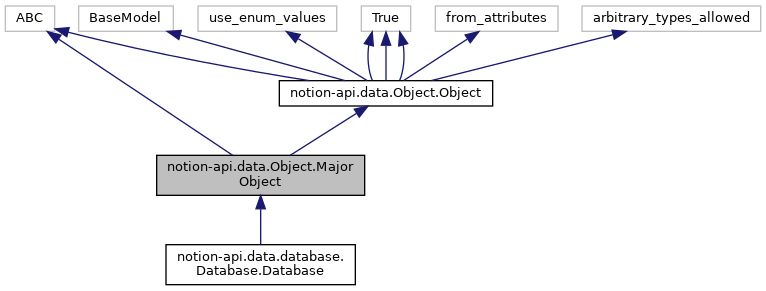 ABC
BaseModel
use_enum_values
True
from_attributes
arbitrary_types_allowed
notion-api.data.Object.Object
notion-api.data.Object.Major
Object
notion-api.data.database.
Database.Database